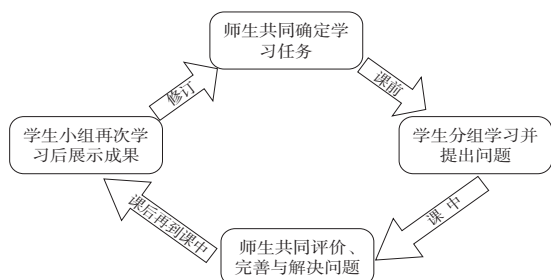 师生共同确定学
习任务
修订
课前
学生小组再次学
习后展示成果
学生分组学习并
提出问题
课后再到课中
课中
师生共同评价、
完善与解决问题